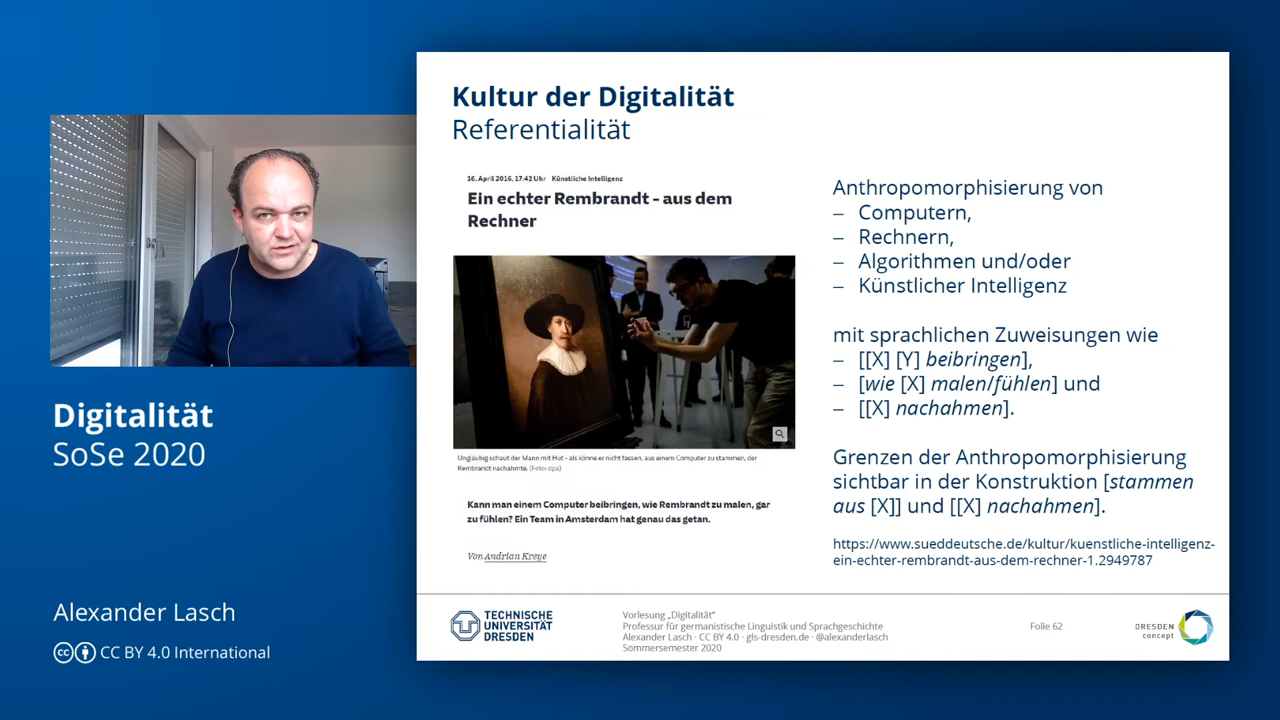 Kultur der Digitalität
Referentialität
16. April 2016, 17:42 Uhr Künstliche Intelligenz
Ein echter Rembrandt - aus dem
Rechner
Ungläubig schaut der Mann mit Hut - als könne er nicht fassen, aus einem Computer zu stammen, der
Rembrandt nachahmte. (Foto: dpa)
Kann man einem Computer beibringen, wie Rembrandt zu malen, gar
zu fühlen? Ein Team in Amsterdam hat genau das getan.
Von Andrian Kreye
Anthropomorphisierung von
– Computern,
– Rechnern,
– Algorithmen und/oder
– Künstlicher Intelligenz
mit sprachlichen Zuweisungen wie
– [[X] [Y] beibringen],
– [wie [X] malen/fühlen] und
– [[X] nachahmen].
Grenzen der Anthropomorphisierung
sichtbar in der Konstruktion [stammen
aus [X]] und [[X] nachahmen].
https://www.sueddeutsche.de/kultur/kuenstliche-intelligenz-
ein-echter-rembrandt-aus-dem-rechner-1.2949787
Digitalität
SoSe 2020
Alexander Lasch
CC BY 4.0 International
TECHNISCHE
UNIVERSITÄT
DRESDEN
Vorlesung „Digitalität“
Professur für germanistische Linguistik und Sprachgeschichte
Alexander Lasch · CC BY 4.0 · gls-dresden.de · @alexanderlasch
Sommersemester 2020
Folie 62
DRESDEN
concept